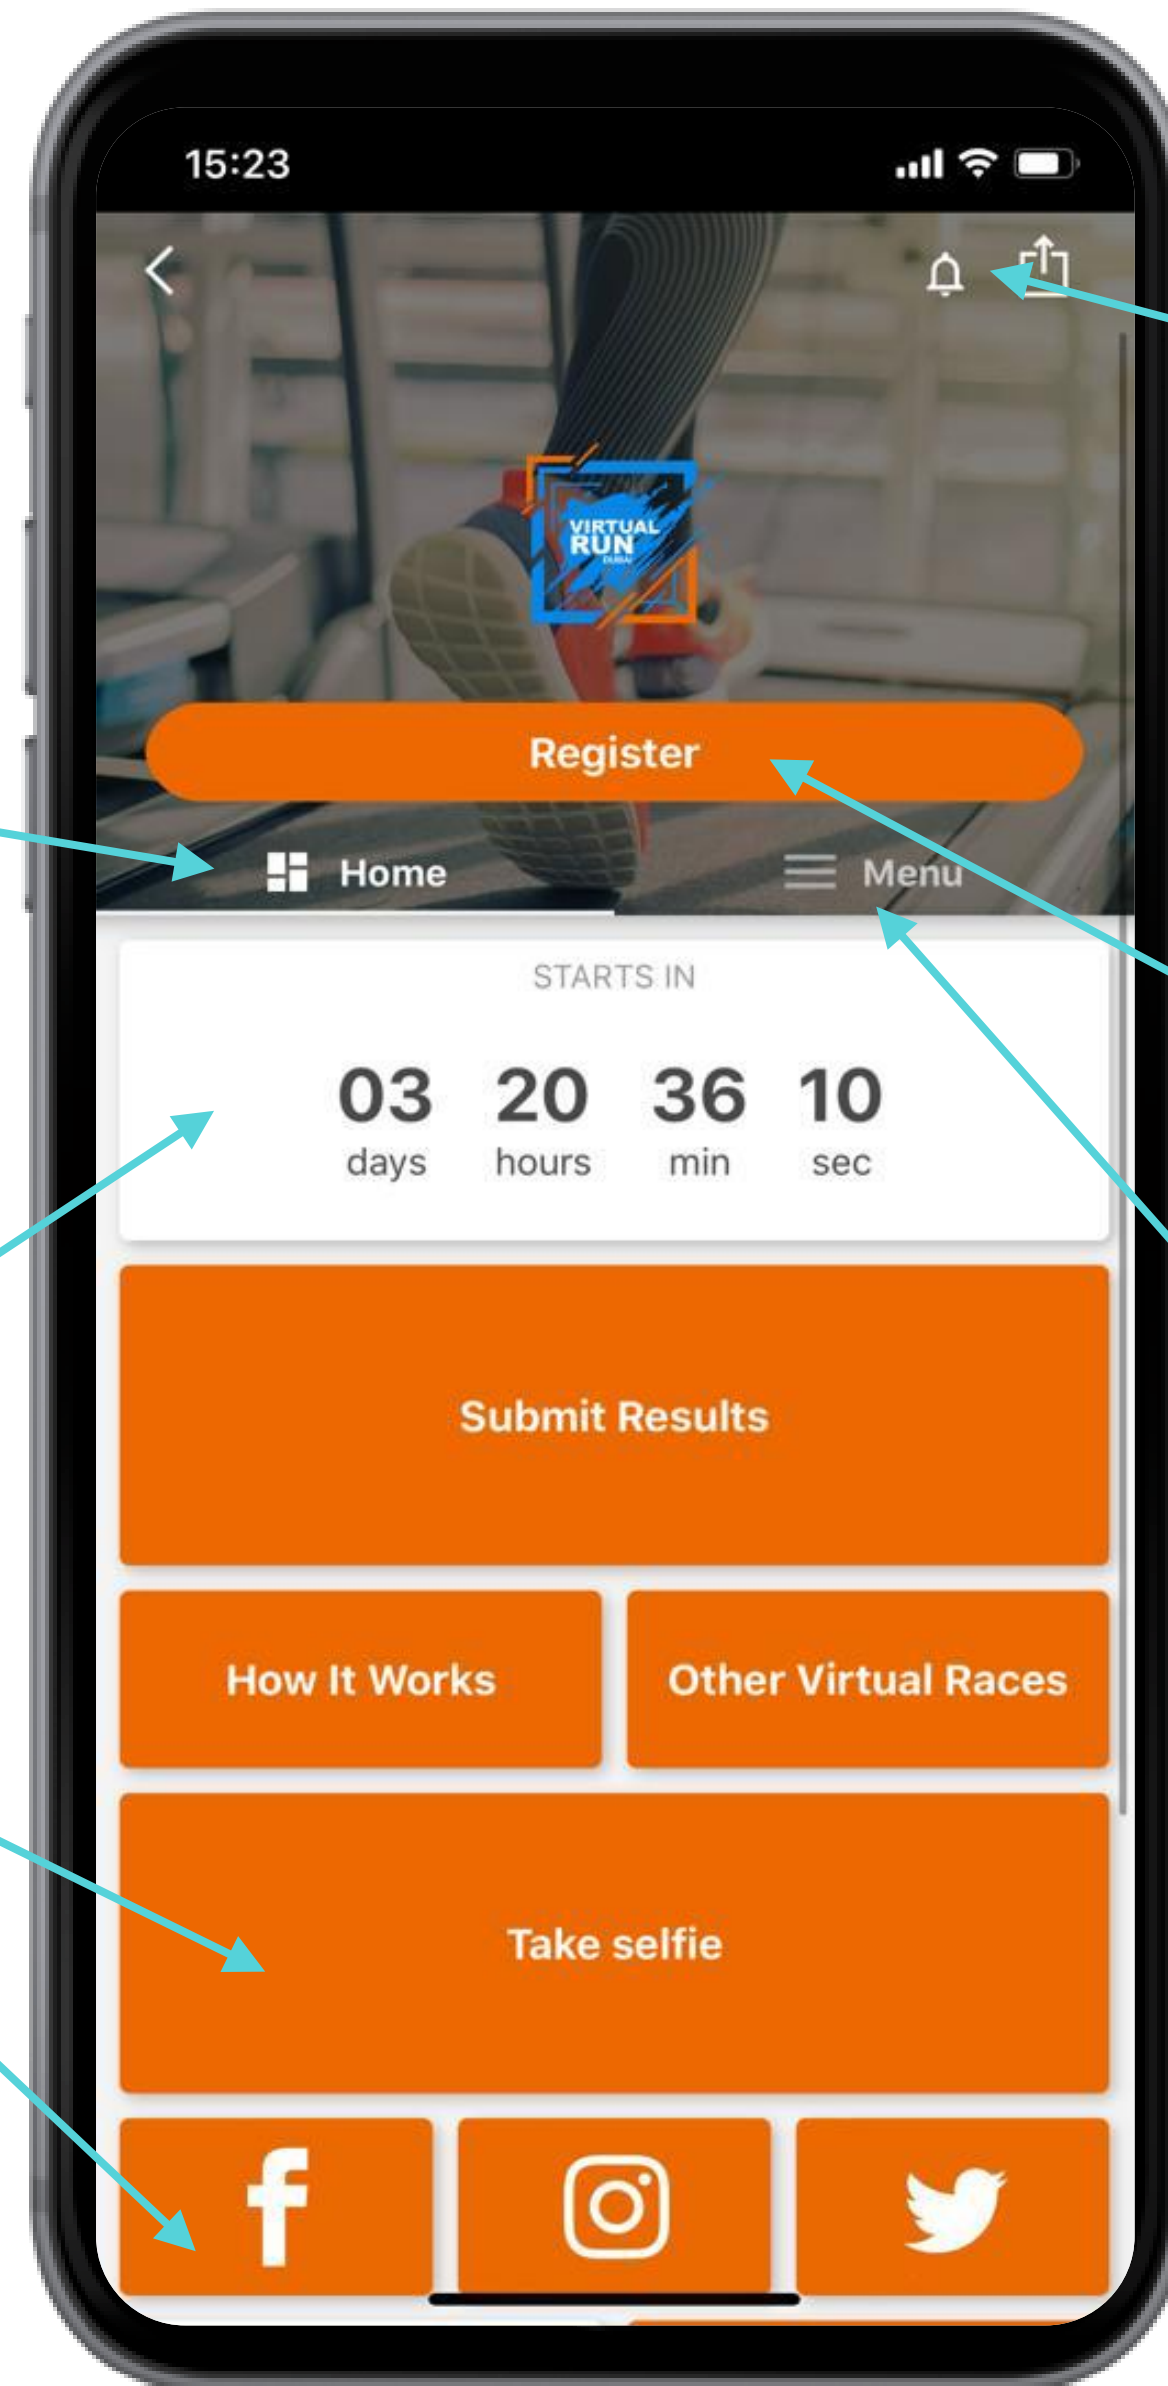 15:23
VIRTUAL
RUN
DUBAI
Register
Home
Menu
STARTS IN
03 20 36 10
days hours min sec
Submit Results
How It Works
Other Virtual Races
Take selfie